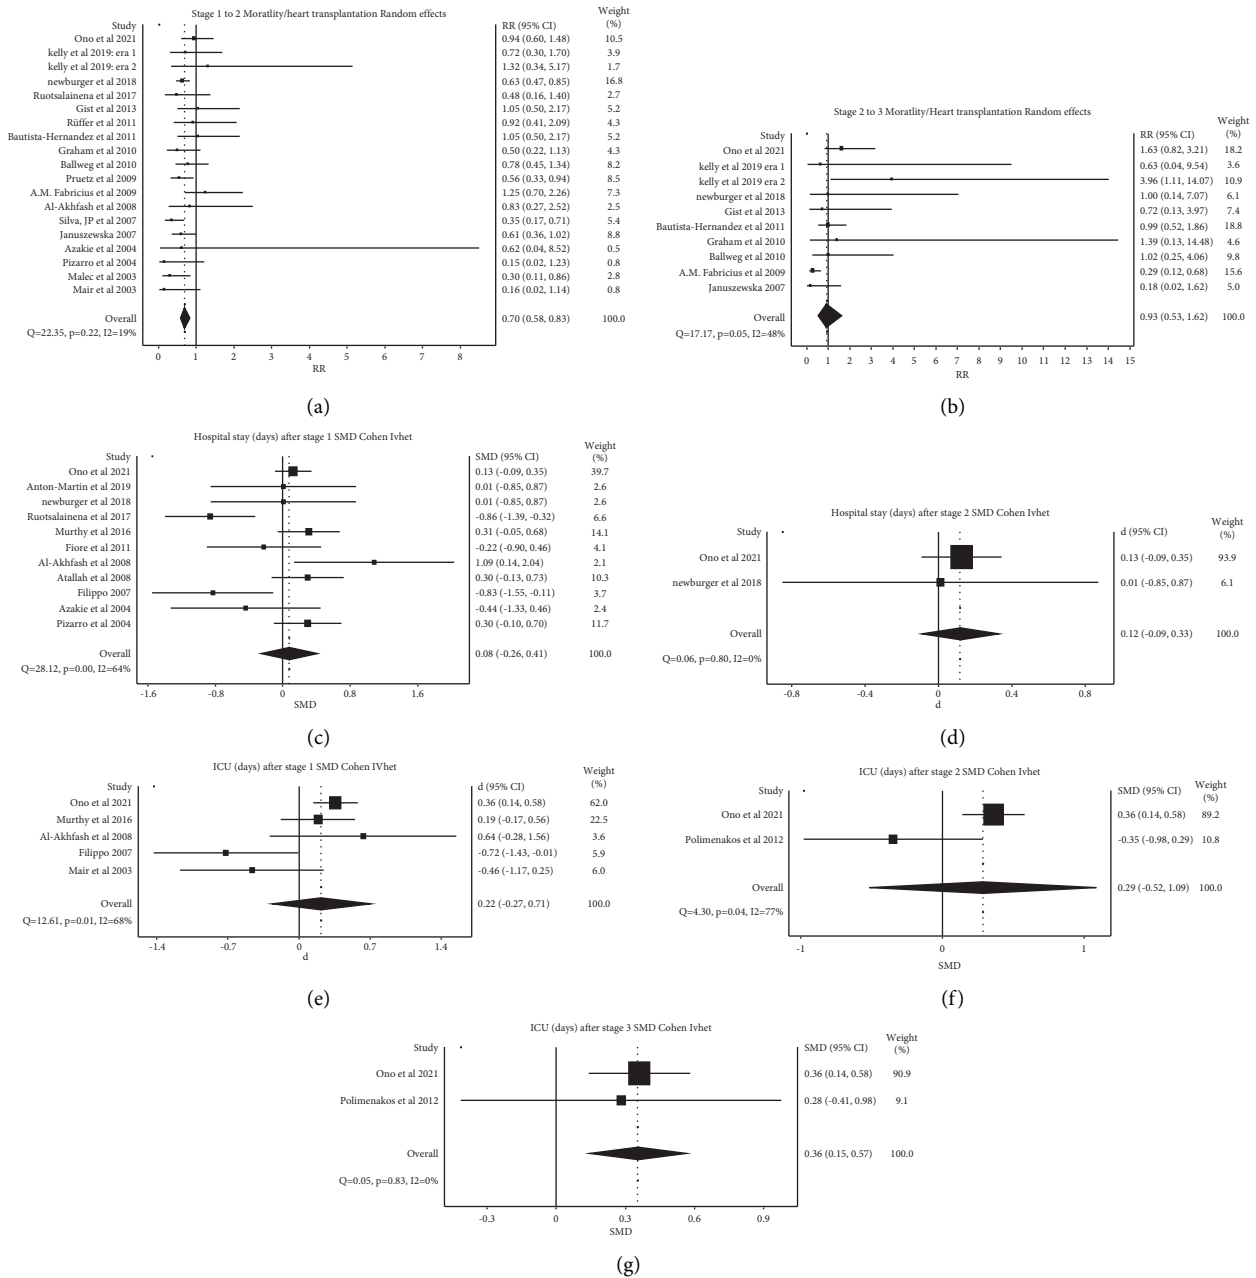 Stage 1 to 2 Moratlity/heart transplantation Random effects
Study RR (95% CI) Weight (%)
Ono et al 2021 0.94 (0.60, 1.48) 10.5
kelly et al 2019: era 1 0.72 (0.30, 1.70) 3.9
kelly et al 2019: era 2 1.32 (0.34, 5.17) 1.7
newburger et al 2018 0.63 (0.47, 0.85) 16.8
Ruotsalainena et al 2017 0.48 (0.16, 1.40) 2.7
Gist et al 2013 1.05 (0.50, 2.17) 5.2
Rüffer et al 2011 0.92 (0.41, 2.09) 4.3
Bautista-Hernandez et al 2011 1.05 (0.50, 2.17) 5.2
Graham et al 2010 0.50 (0.22, 1.13) 4.3
Ballweg et al 2010 0.78 (0.45, 1.34) 8.2
Pruetz et al 2009 0.56 (0.33, 0.94) 8.5
A.M. Fabricius et al 2009 1.25 (0.70, 2.26) 7.3
Al-Akhfash et al 2008 0.83 (0.27, 2.52) 2.5
Silva, JP et al 2007 0.35 (0.17, 0.71) 5.4
Januszewska 2007 0.61 (0.36, 1.02) 8.8
Azakie et al 2004 0.62 (0.04, 8.52) 0.5
Pizarro et al 2004 0.15 (0.02, 1.23) 0.8
Malec et al 2003 0.30 (0.11, 0.86) 2.8
Mair et al 2003 0.16 (0.02, 1.14) 0.8
Overall 0.70 (0.58, 0.83) 100.0
Q=22.35, p=0.22, I2=19%
0 1 2 3 4 5 6 7 8
RR
(a)
Stage 2 to 3 Moratlity/Heart transplantation Random effects
Study RR (95% CI) Weight (%)
Ono et al 2021 1.63 (0.82, 3.21) 18.2
kelly et al 2019 era 1 0.63 (0.04, 9.54) 3.6
kelly et al 2019 era 2 3.96 (1.11, 14.07) 10.9
newburger et al 2018 1.00 (0.14, 7.07) 6.1
Gist et al 2013 0.72 (0.13, 3.97) 7.4
Bautista-Hernandez et al 2011 0.99 (0.52, 1.86) 18.8
Graham et al 2010 1.39 (0.13, 14.48) 4.6
Ballweg et al 2010 1.02 (0.25, 4.06) 9.8
A.M. Fabricius et al 2009 0.29 (0.12, 0.68) 15.6
Januszewska 2007 0.18 (0.02, 1.62) 5.0
Overall 0.93 (0.53, 1.62) 100.0
Q=17.17, p=0.05, I2=48%
0 1 2 3 4 5 6 7 8 9 10 11 12 13 14 15
RR
(b)
Hospital stay (days) after stage 1 SMD Cohen Ivhet
Study SMD (95% CI) Weight (%)
Ono et al 2021 0.13 (-0.09, 0.35) 39.7
Anton-Martin et al 2019 0.01 (-0.85, 0.87) 2.6
newburger et al 2018 0.01 (-0.85, 0.87) 2.6
Ruotsalainena et al 2017 -0.86 (-1.39, -0.32) 6.6
Murthy et al 2016 0.31 (-0.05, 0.68) 14.1
Fiore et al 2011 -0.22 (-0.90, 0.46) 4.1
Al-Akhfash et al 2008 1.09 (0.14, 2.04) 2.1
Atallah et al 2008 0.30 (-0.13, 0.73) 10.3
Filippo 2007 -0.83 (-1.55, -0.11) 3.7
Azakie et al 2004 -0.44 (-1.33, 0.46) 2.4
Pizarro et al 2004 0.30 (-0.10, 0.70) 11.7
Overall 0.08 (-0.26, 0.41) 100.0
Q=28.12, p=0.00, I2=64%
-1.6 -0.8 0 0.8 1.6
SMD
(c)
Hospital stay (days) after stage 2 SMD Cohen Ivhet
Study d (95% CI) Weight (%)
Ono et al 2021 0.13 (-0.09, 0.35) 93.9
newburger et al 2018 0.01 (-0.85, 0.87) 6.1
Overall 0.12 (-0.09, 0.33) 100.0
Q=0.06, p=0.80, I2=0%
-0.8 -0.4 0 0.4 0.8
d
(d)
ICU (days) after stage 1 SMD Cohen IVhet
Study d (95% CI) Weight (%)
Ono et al 2021 0.36 (0.14, 0.58) 62.0
Murthy et al 2016 0.19 (-0.17, 0.56) 22.5
Al-Akhfash et al 2008 0.64 (-0.28, 1.56) 3.6
Filippo 2007 -0.72 (-1.43, -0.01) 5.9
Mair et al 2003 -0.46 (-1.17, 0.25) 6.0
Overall 0.22 (-0.27, 0.71) 100.0
Q=12.61, p=0.01, I2=68%
-1.4 -0.7 0 0.7 1.4
d
(e)
ICU (days) after stage 2 SMD Cohen Ivhet
Study SMD (95% CI) Weight (%)
Ono et al 2021 0.36 (0.14, 0.58) 89.2
Polimenakos et al 2012 -0.35 (-0.98, 0.29) 10.8
Overall 0.29 (-0.52, 1.09) 100.0
Q=4.30, p=0.04, I2=77%
-1 0 1
SMD
(f)
ICU (days) after stage 3 SMD Cohen Ivhet
Study SMD (95% CI) Weight (%)
Ono et al 2021 0.36 (0.14, 0.58) 90.9
Polimenakos et al 2012 0.28 (-0.41, 0.98) 9.1
Overall 0.36 (0.15, 0.57) 100.0
Q=0.05, p=0.83, I2=0%
-0.3 0 0.3 0.6 0.9
SMD
(g)